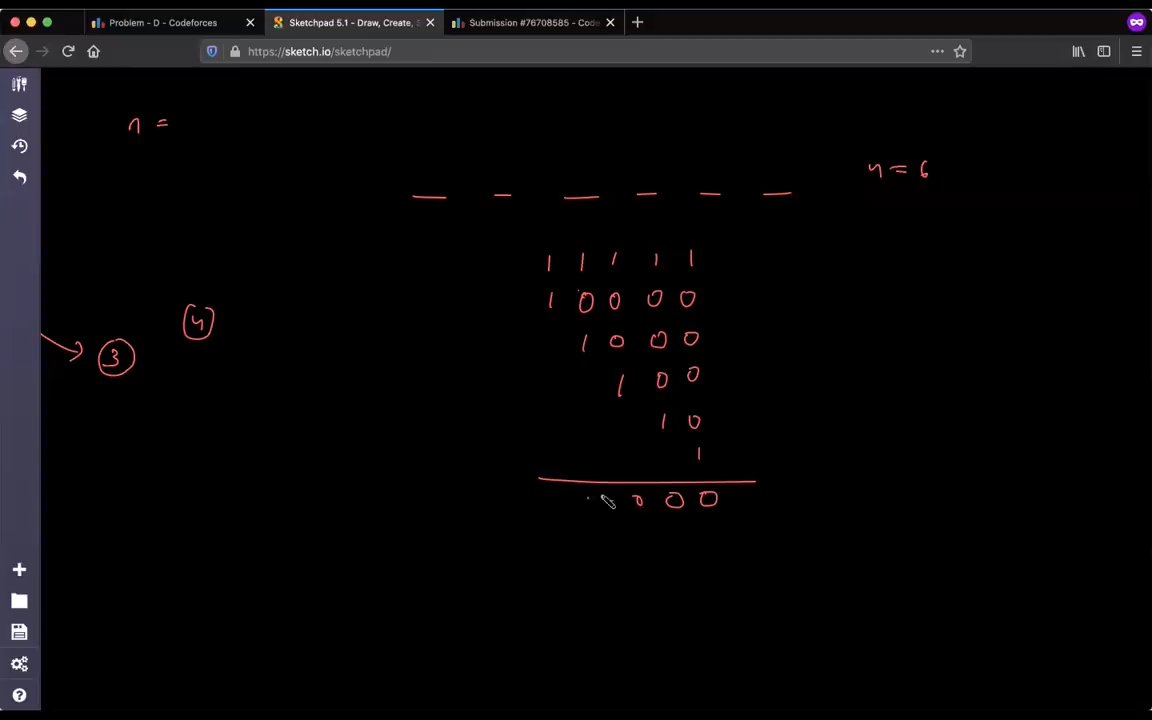 Problem - D - Codeforces
Sketchpad 5.1 - Draw, Create, S
Submission #76708585 - Code
https://sketch.io/sketchpad/
n =
n = 6
1 1 1 1 1
1 0 0 0 0
4
1 0 0 0
3
1 0 0
1 0
1
0 0 0